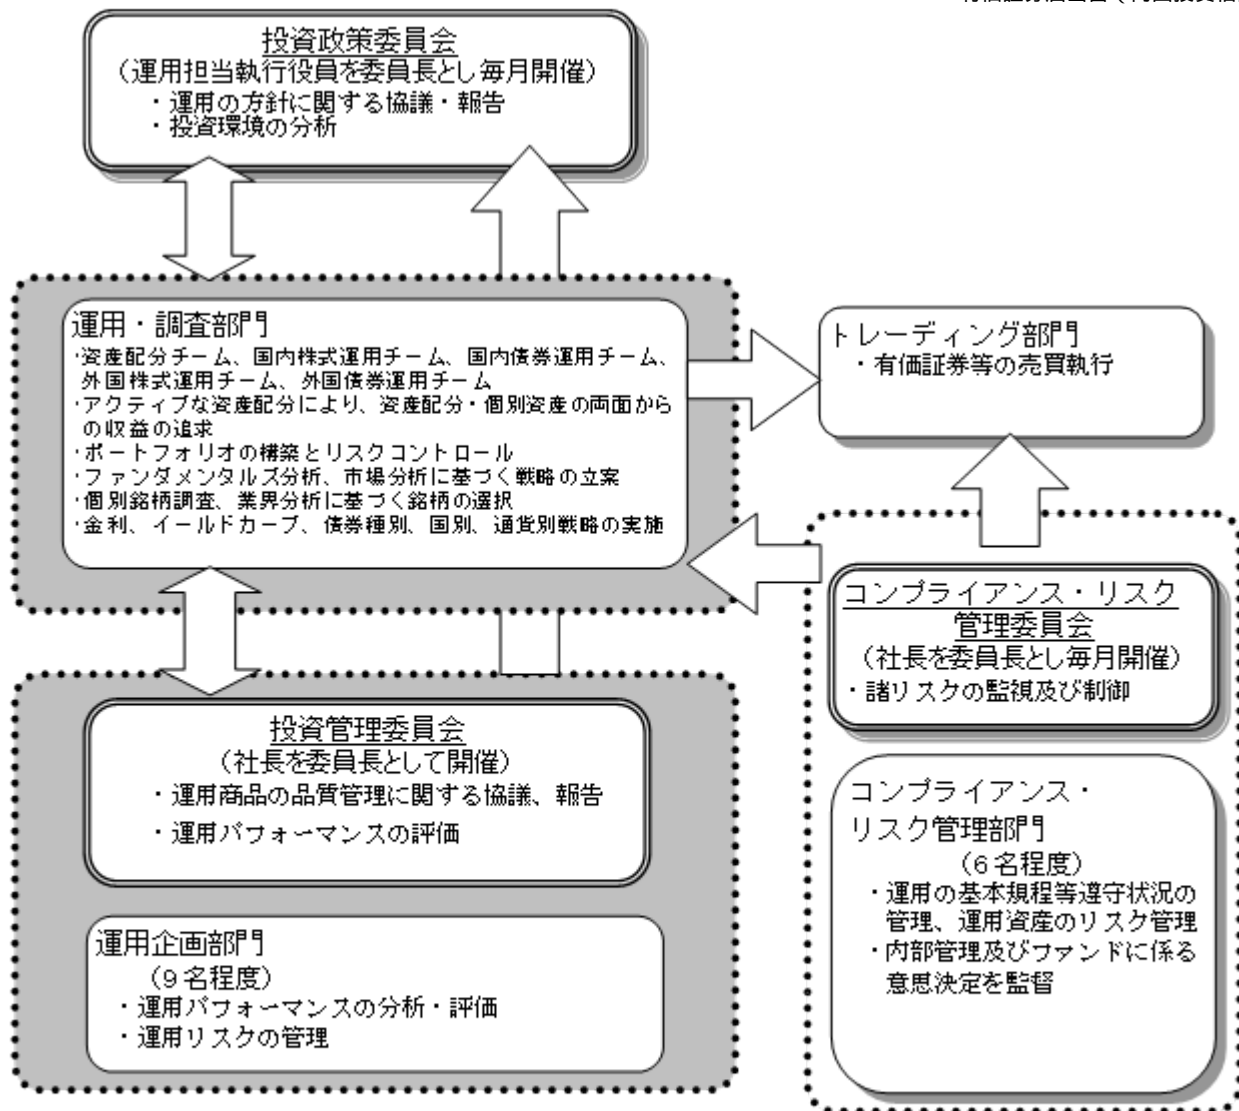 投資政策委員会
（運用担当執行役員を委員長とし毎月開催）
・運用の方針に関する協議・報告
・投資環境の分析
運用・調査部門
・資産配分チーム、国内株式運用チーム、国内債券運用チーム、
外国株式運用チーム、外国債券運用チーム
・アクティブな資産配分により、資産配分・個別資産の両面から
の収益の追求
・ポートフォリオの構築とリスクコントロール
・ファンダメンタルズ分析、市場分析に基づく戦略の立案
・個別銘柄調査、業界分析に基づく銘柄の選択
・金利、イールドカーブ、債券種別、国別、通貨別戦略の実施
トレーディング部門
・有価証券等の売買執行
コンプライアンス・リスク
管理委員会
（社長を委員長とし毎月開催）
・諸リスクの監視及び制御
投資管理委員会
（社長を委員長として開催）
・運用商品の品質管理に関する協議、報告
・運用パフォーマンスの評価
コンプライアンス・
リスク管理部門
（６名程度）
・運用の基本規程等遵守状況の
管理、運用資産のリスク管理
・内部管理及びファンドに係る
意思決定を監督
運用企画部門
（９名程度）
・運用パフォーマンスの分析・評価
・運用リスクの管理